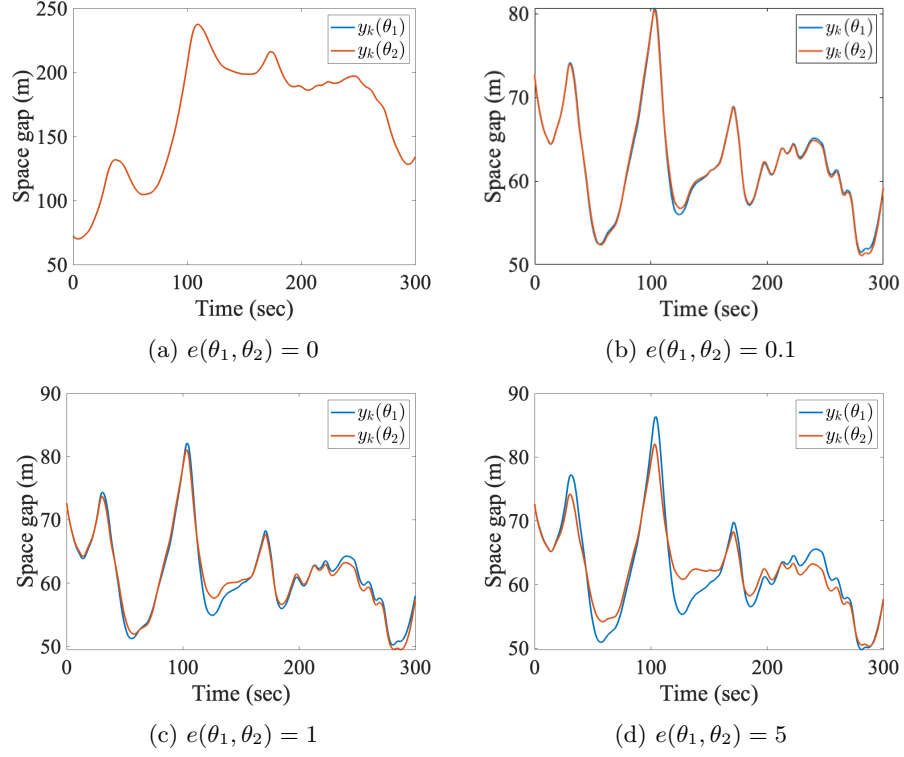 250
200
150
100
50
Space gap (m)
0 100 200 300
Time (sec)
y_k(θ_1)
y_k(θ_2)
(a) e(θ_1, θ_2) = 0
80
70
60
50
Space gap (m)
0 100 200 300
Time (sec)
y_k(θ_1)
y_k(θ_2)
(b) e(θ_1, θ_2) = 0.1
90
80
70
60
50
Space gap (m)
0 100 200 300
Time (sec)
y_k(θ_1)
y_k(θ_2)
(c) e(θ_1, θ_2) = 1
90
80
70
60
50
Space gap (m)
0 100 200 300
Time (sec)
y_k(θ_1)
y_k(θ_2)
(d) e(θ_1, θ_2) = 5